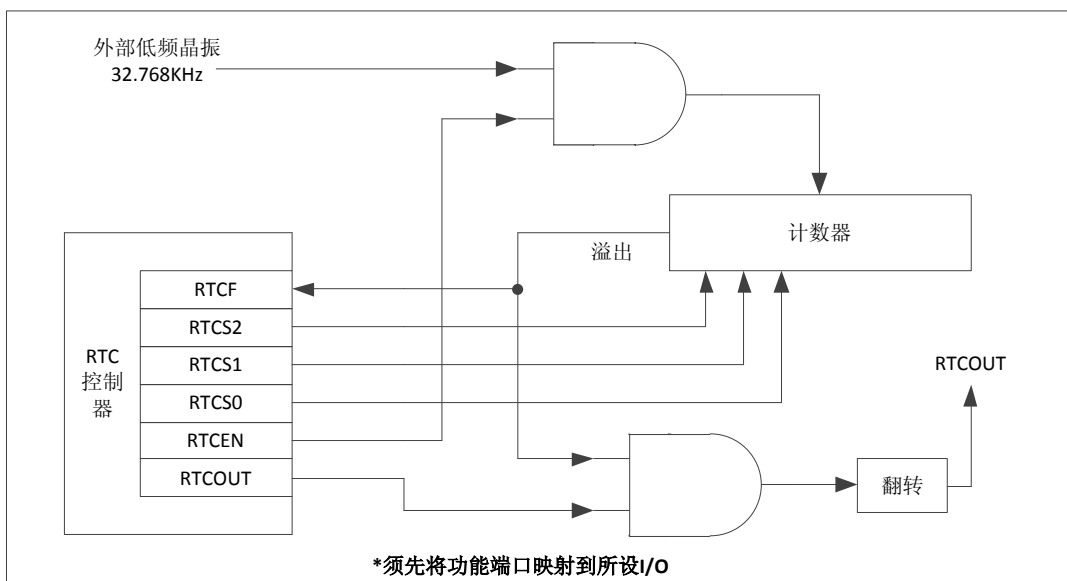 外部低频晶振
32.768KHz
计数器
溢出
RTCF
RTCS2
RTCS1
RTCS0
RTCEN
RTCOUT
RTC
控制
器
RTCOUT
翻转
*须先将功能端口映射到所设I/O